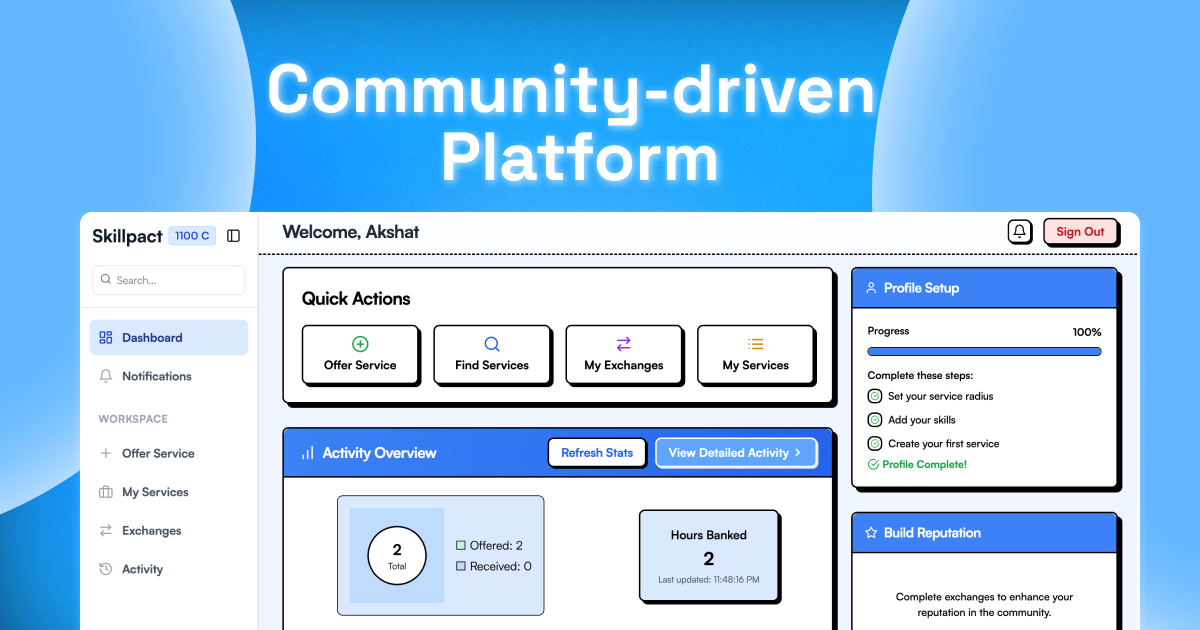 Community-driven
Platform
Skillpact
1100 C
Search...
Dashboard
Notifications
WORKSPACE
Offer Service
My Services
Exchanges
Activity
Welcome, Akshat
Sign Out
Quick Actions
Offer Service
Find Services
My Exchanges
My Services
Activity Overview
Refresh Stats
View Detailed Activity
2
Total
Offered: 2
Received: 0
Hours Banked
2
Last updated: 11:48:16 PM
Profile Setup
Progress
100%
Complete these steps:
Set your service radius
Add your skills
Create your first service
Profile Complete!
Build Reputation
Complete exchanges to enhance your
reputation in the community.